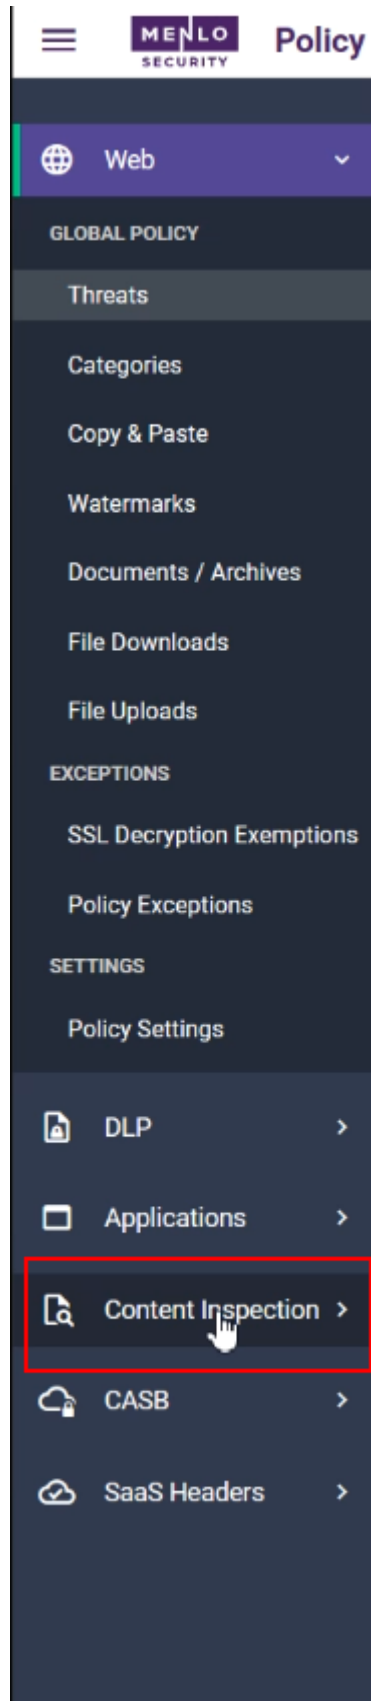 MENLO
SECURITY
Policy
Web
GLOBAL POLICY
Threats
Categories
Copy & Paste
Watermarks
Documents / Archives
File Downloads
File Uploads
EXCEPTIONS
SSL Decryption Exemptions
Policy Exceptions
SETTINGS
Policy Settings
DLP
Applications
Content Inspection
CASB
SaaS Headers